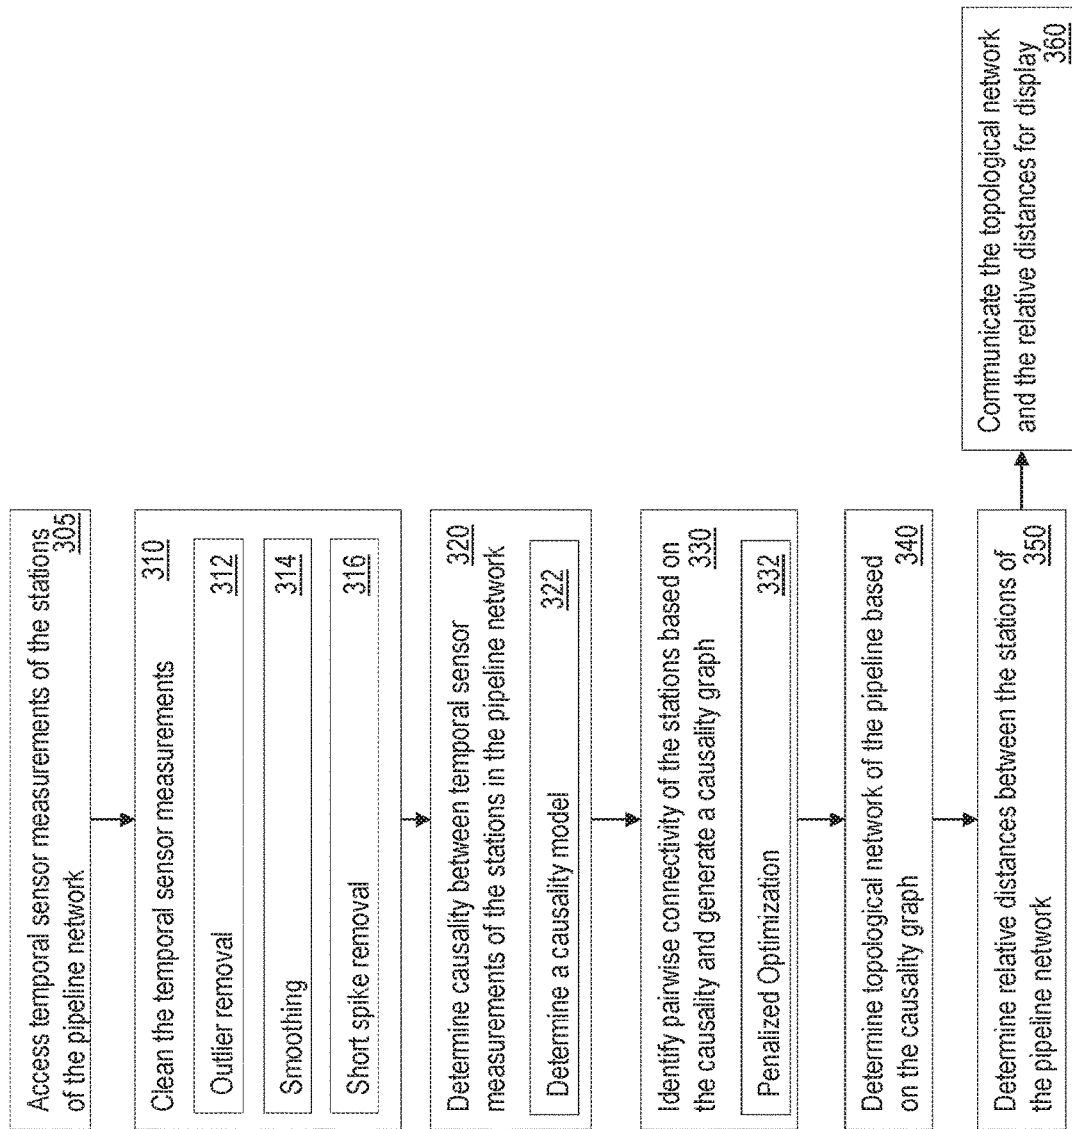 Access temporal sensor measurements of the stations
of the pipeline network 305
Clean the temporal sensor measurements 310
Outlier removal 312
Smoothing 314
Short spike removal 316
Determine causality between temporal sensor 320
measurements of the stations in the pipeline network
Determine a causality model 322
Identify pairwise connectivity of the stations based on 330
the causality and generate a causality graph
Penalized Optimization 332
Determine topological network of the pipeline based 340
on the causality graph
Determine relative distances between the stations of 350
the pipeline network
Communicate the topological network
and the relative distances for display
360